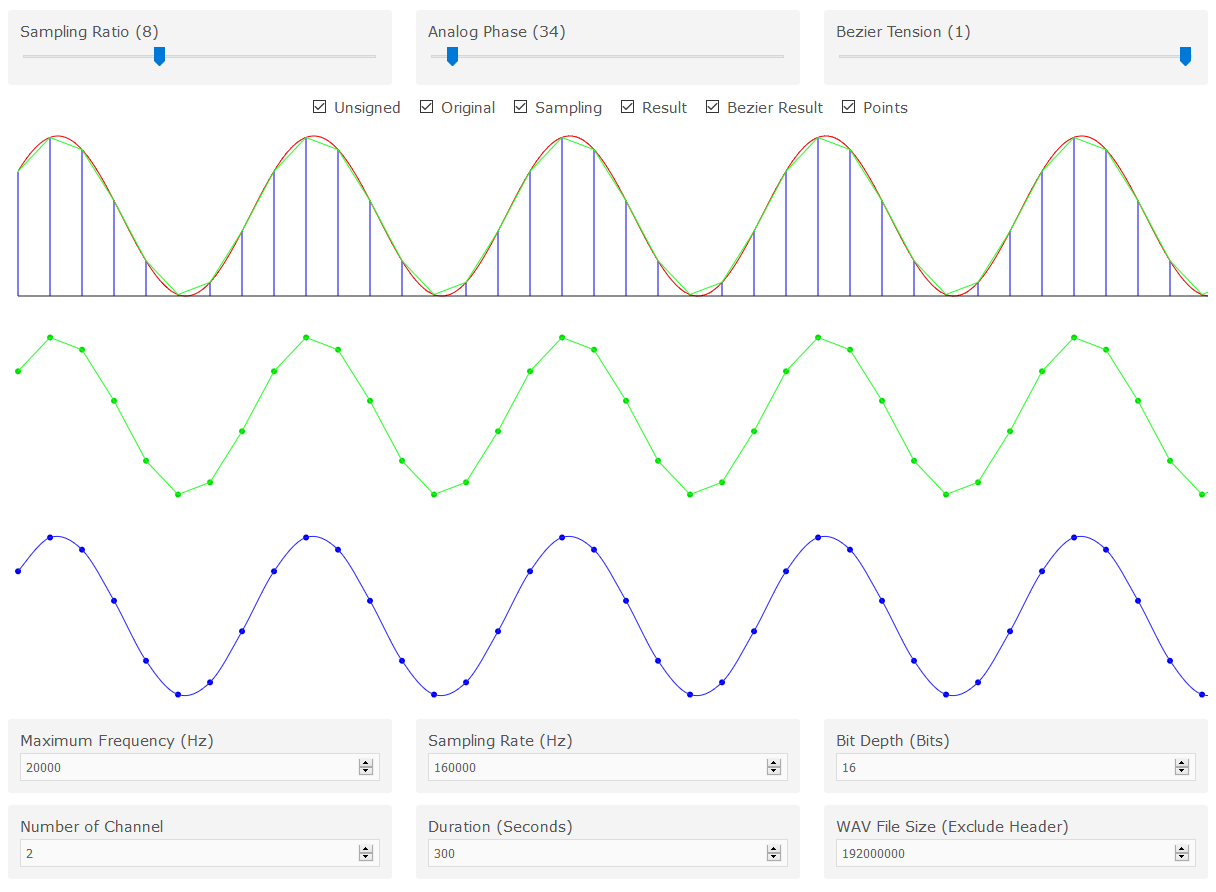 Sampling Ratio (8) Analog Phase (34) Bezier Tension (1)
Unsigned Original Sampling Result Bezier Result Points
Maximum Frequency (Hz) Sampling Rate (Hz) Bit Depth (Bits)
20000 160000 16
Number of Channel Duration (Seconds) WAV File Size (Exclude Header)
2 300 192000000